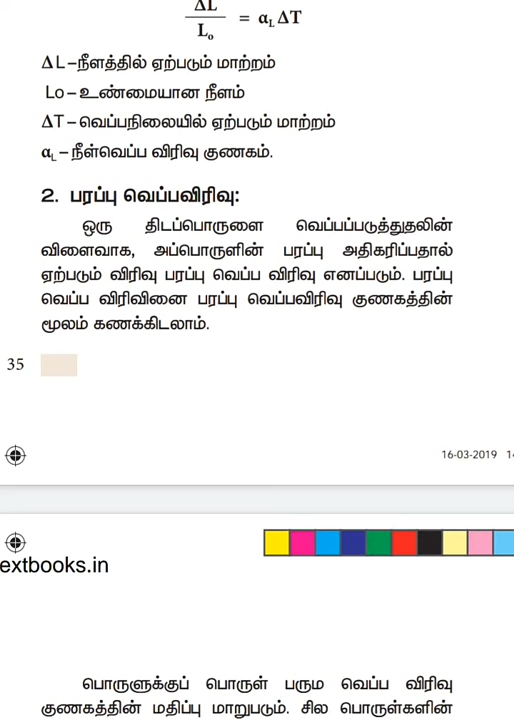 ΔL
L₀ = α_L ΔT
ΔL–நீளத்தில் ஏற்படும் மாற்றம்
Lo–உண்மையான நீளம்
ΔT–வெப்பநிலையில் ஏற்படும் மாற்றம்
α_L–நீள்வெப்ப விரிவு குணகம்.
2. பரப்பு வெப்பவிரிவு:
ஒரு திடப்பொருளை வெப்பப்படுத்துதலின்
விளைவாக, அப்பொருளின் பரப்பு அதிகரிப்பதால்
ஏற்படும் விரிவு பரப்பு வெப்ப விரிவு எனப்படும். பரப்பு
வெப்ப விரிவினை பரப்பு வெப்பவிரிவு குணகத்தின்
மூலம் கணக்கிடலாம்.
35
16-03-2019
extbooks.in
பொருளுக்குப் பொருள் பரும வெப்ப விரிவு
குணகத்தின் மதிப்பு மாறுபடும். சில பொருள்களின்